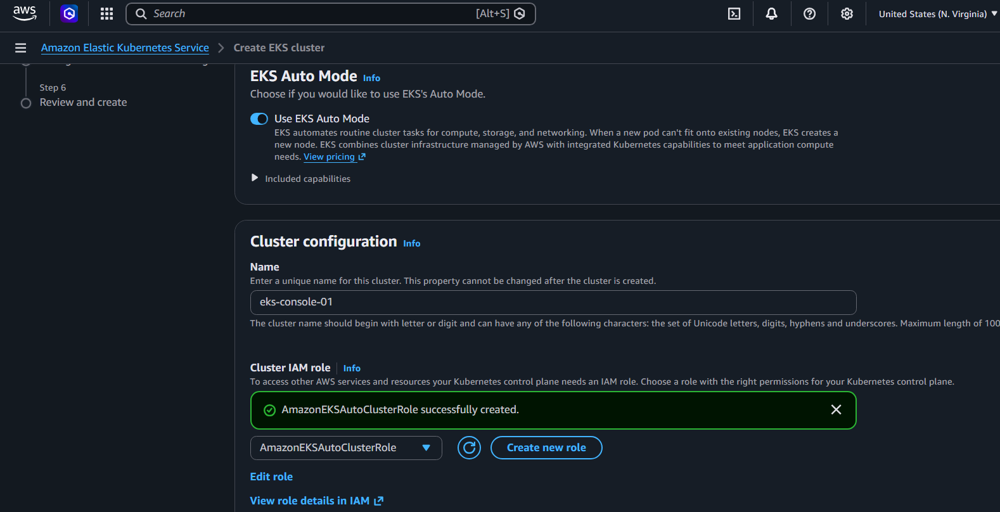 aws
Search
[Alt+S]
United States (N. Virginia)
Amazon Elastic Kubernetes Service
Create EKS cluster
Step 6
Review and create
EKS Auto Mode Info
Choose if you would like to use EKS's Auto Mode.
Use EKS Auto Mode
EKS automates routine cluster tasks for compute, storage, and networking. When a new pod can't fit onto existing nodes, EKS creates a
new node. EKS combines cluster infrastructure managed by AWS with integrated Kubernetes capabilities to meet application compute
needs. View pricing
Included capabilities
Cluster configuration Info
Name
Enter a unique name for this cluster. This property cannot be changed after the cluster is created.
eks-console-01
The cluster name should begin with letter or digit and can have any of the following characters: the set of Unicode letters, digits, hyphens and underscores. Maximum length of 100
Cluster IAM role Info
To access other AWS services and resources your Kubernetes control plane needs an IAM role. Choose a role with the right permissions for your Kubernetes control plane.
AmazonEKSAutoClusterRole successfully created.
AmazonEKSAutoClusterRole
Create new role
Edit role
View role details in IAM